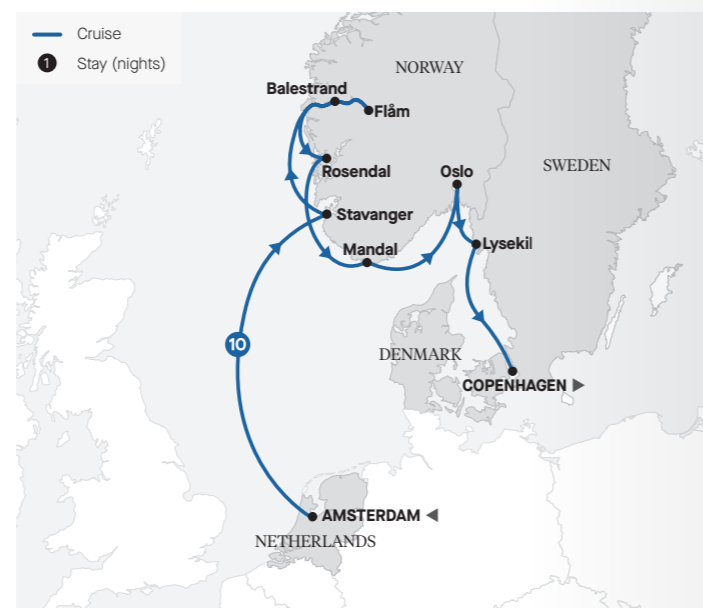 Cruise
1 Stay (nights)
NORWAY
Balestrand
Flåm
Rosendal
Oslo
SWEDEN
Stavanger
Mandal
Lysekil
10
DENMARK
COPENHAGEN ▶
AMSTERDAM ◀
NETHERLANDS